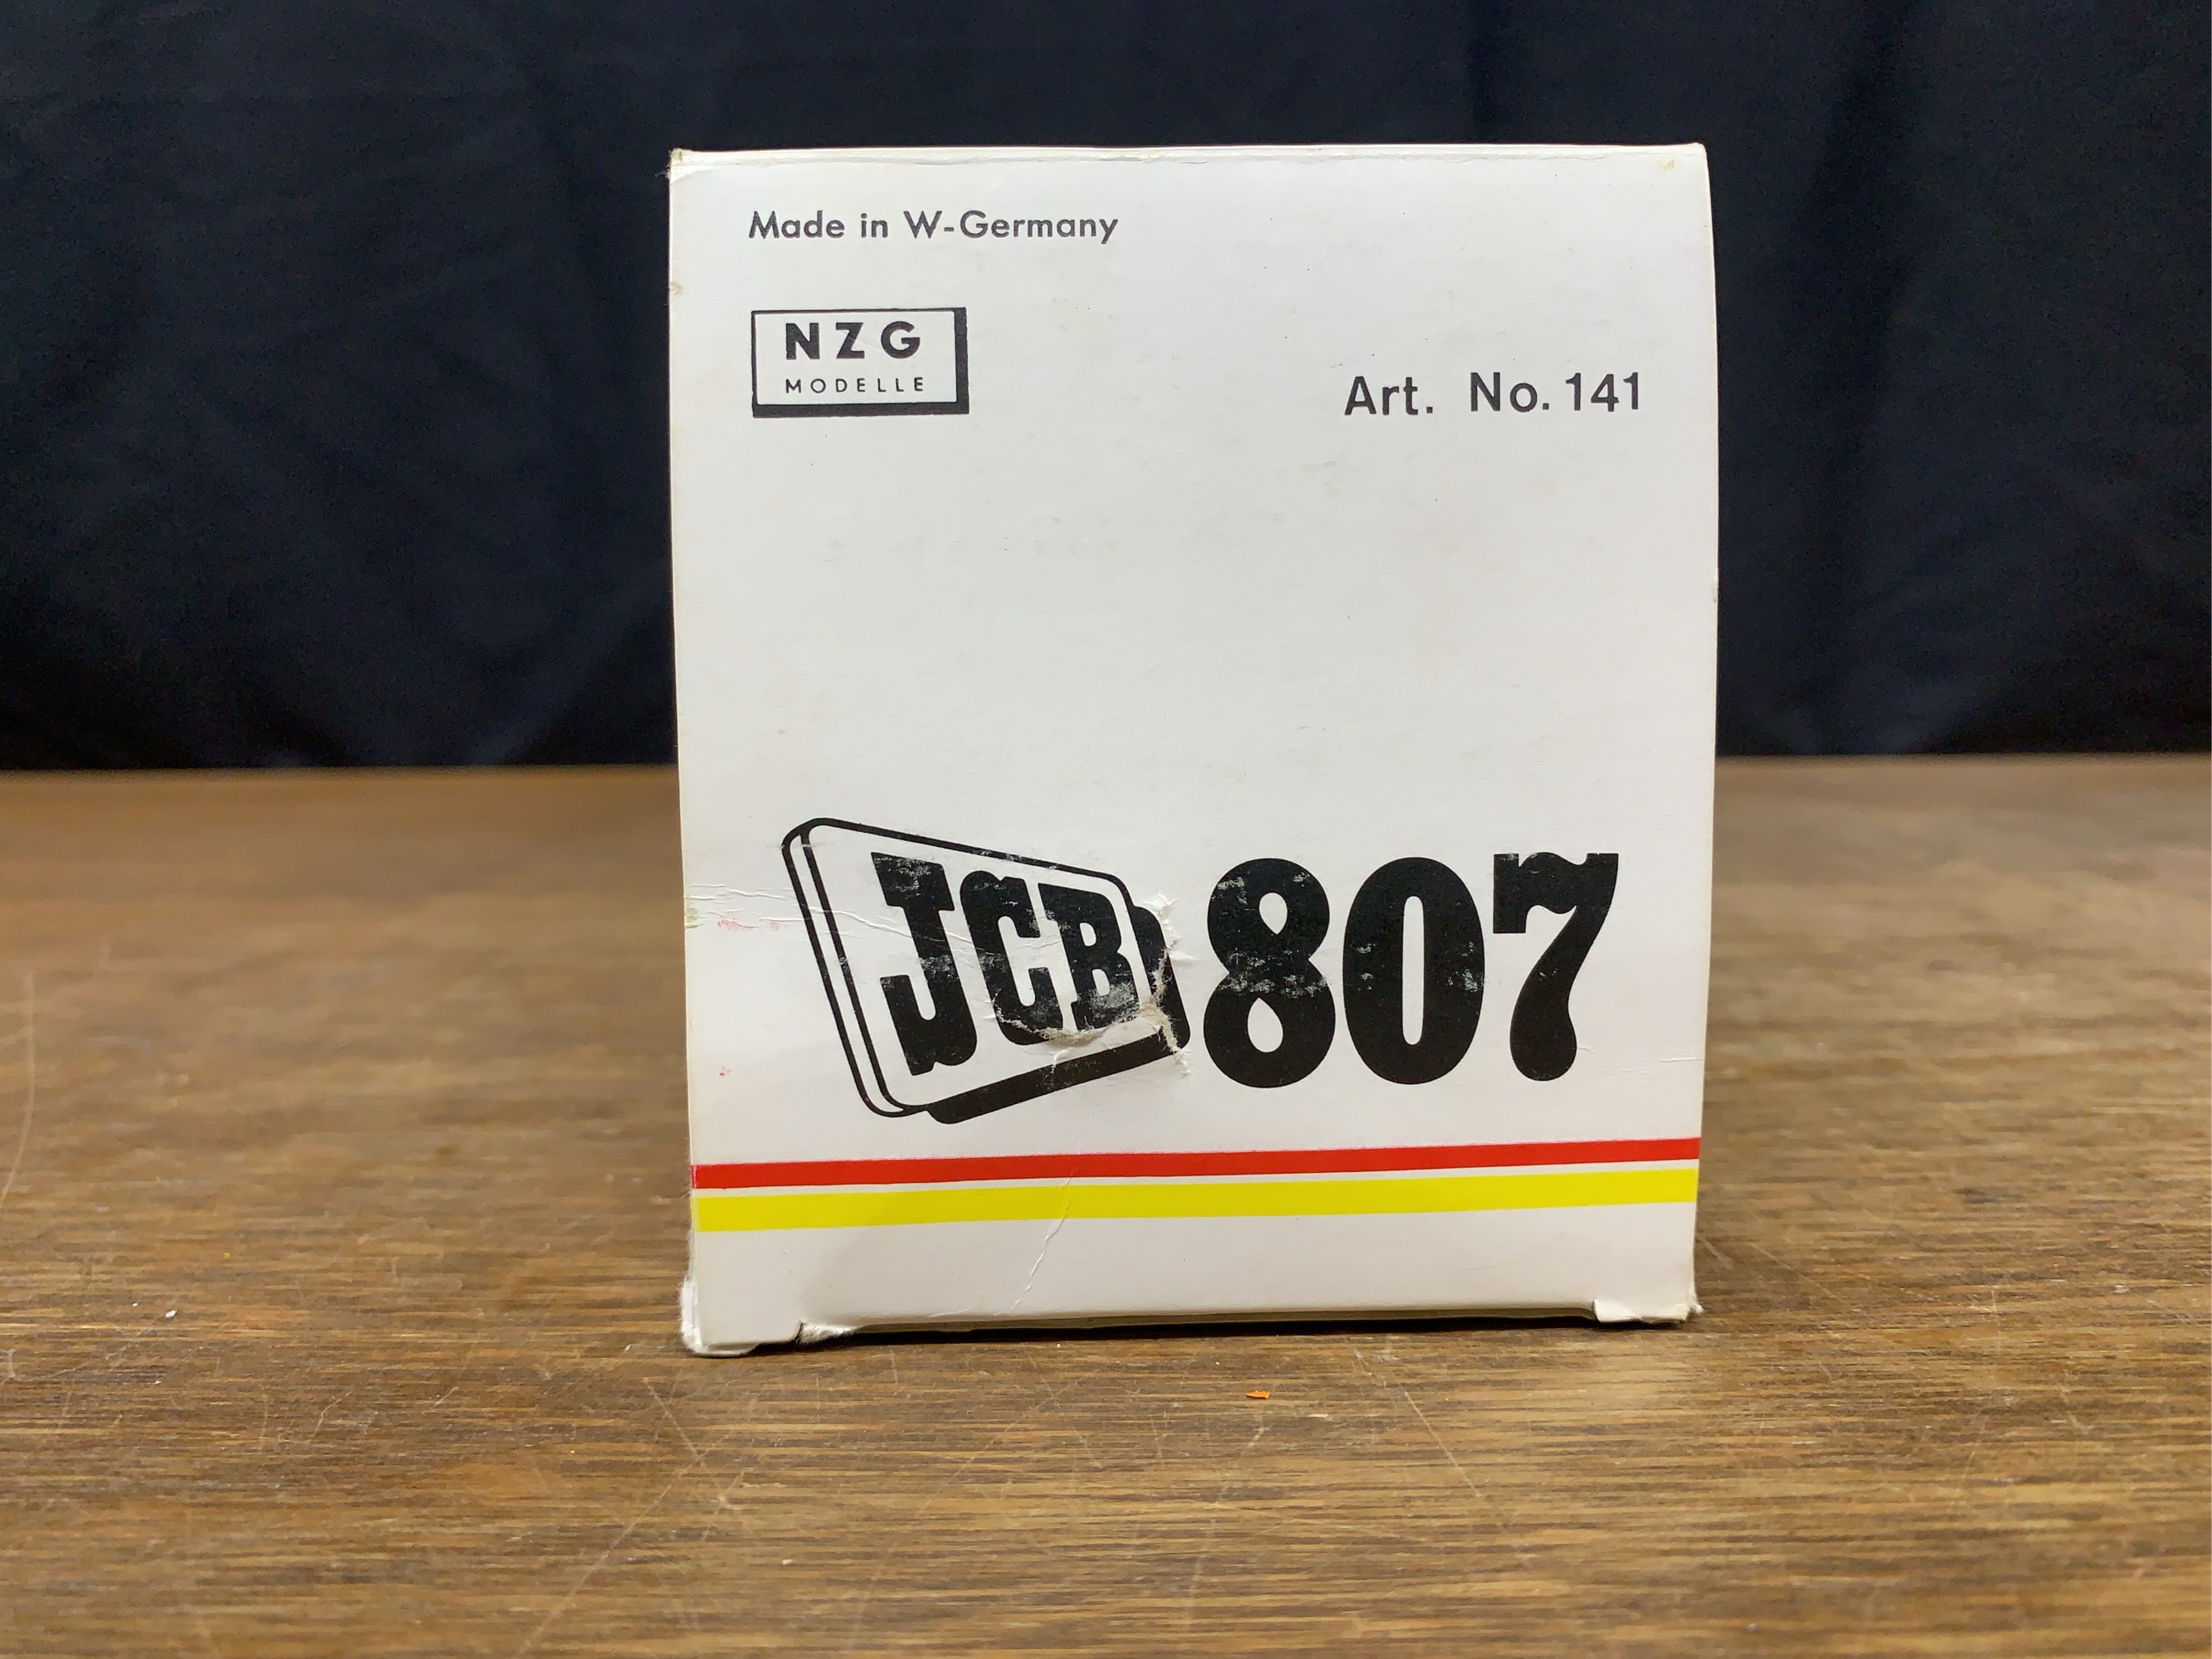 Made in W-Germany
NZG
MODELLE
Art. No. 141
JCB 807